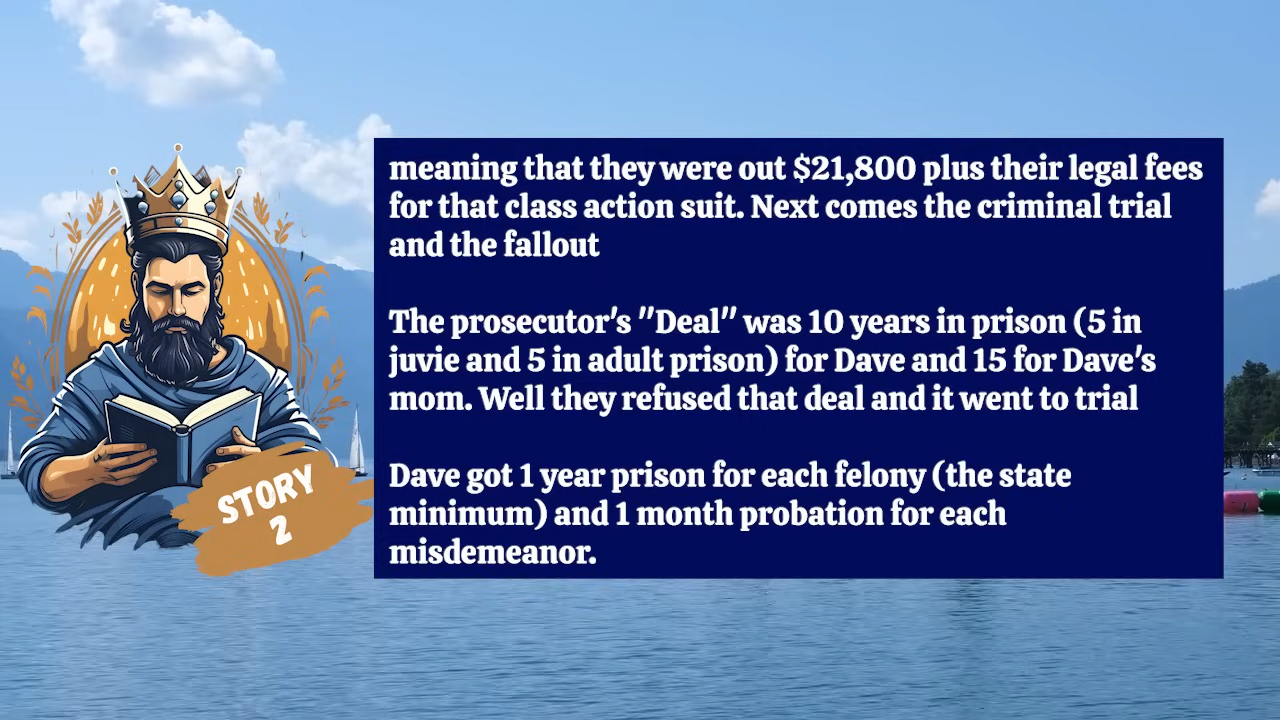 meaning that they were out $21,800 plus their legal fees
for that class action suit. Next comes the criminal trial
and the fallout
The prosecutor's "Deal" was 10 years in prison (5 in
juvie and 5 in adult prison) for Dave and 15 for Dave's
mom. Well they refused that deal and it went to trial
Dave got 1 year prison for each felony (the state
minimum) and 1 month probation for each
misdemeanor.
STORY
2